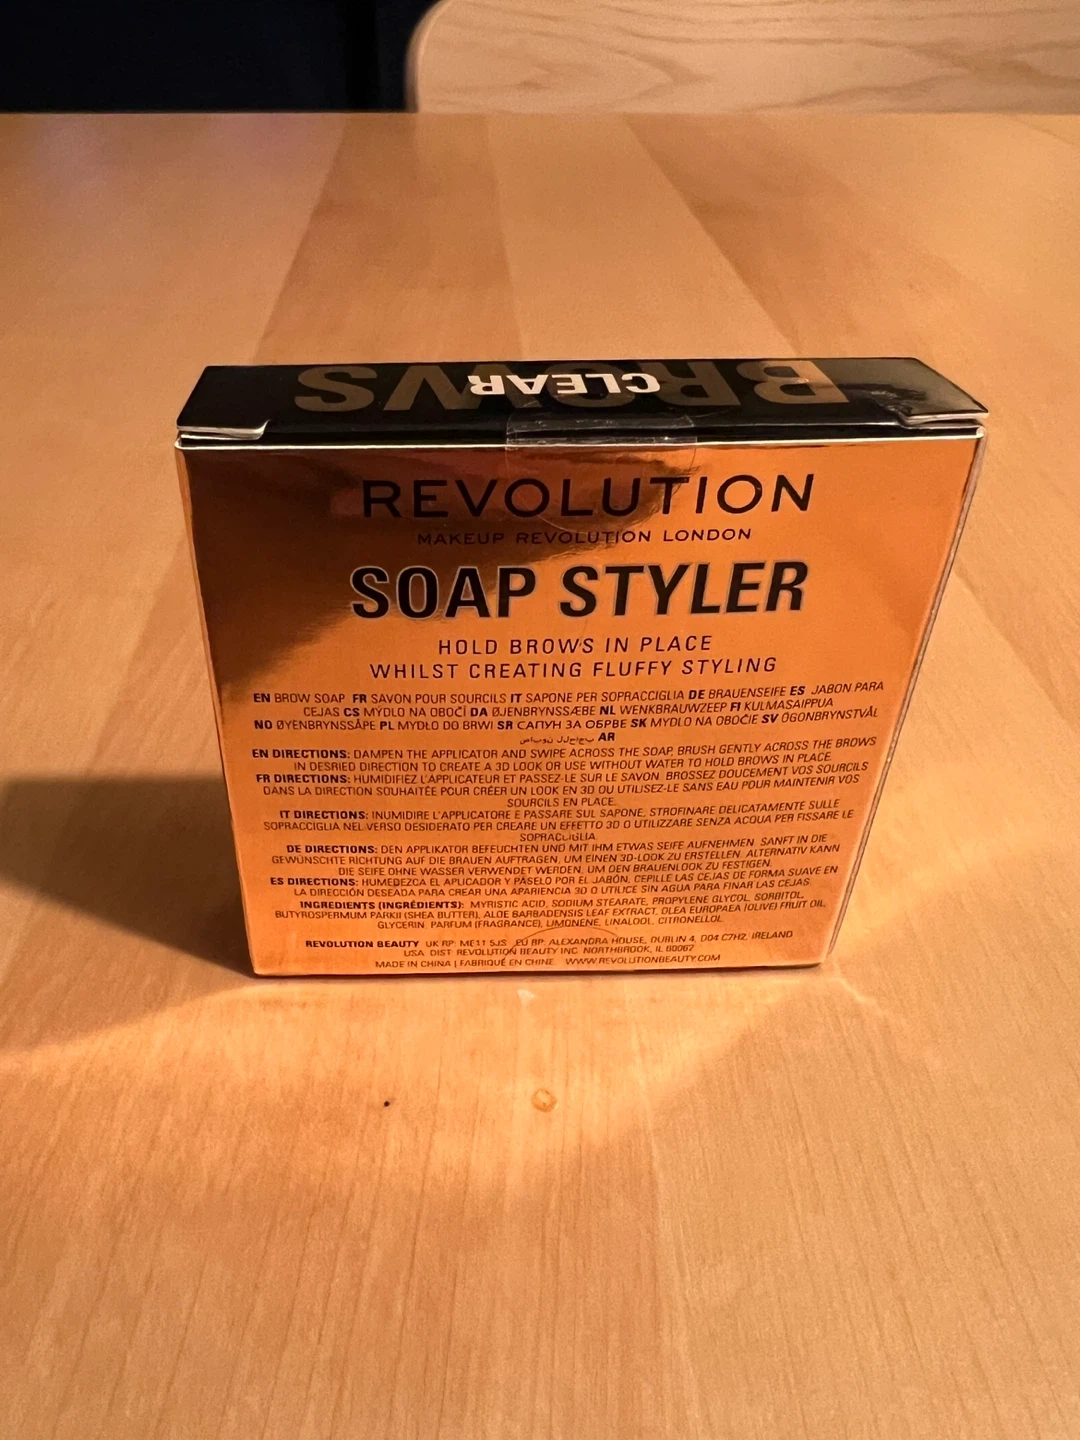 BROWS
CLEAR
REVOLUTION
MAKEUP REVOLUTION LONDON
SOAP STYLER
HOLD BROWS IN PLACE
WHILST CREATING FLUFFY STYLING
EN BROW SOAP FR SAVON POUR SOURCILS IT SAPONE PER SOPRACCIGLIA DE BRAUENSEIFE ES JABON PARA
CEJAS CS MÝDLO NA OBOČÍ DA ØJENBRYNSSÆBE NL WENKBRAUWZEEP FI KULMASAIPPUA
NO ØYENBRYNSSÅPE PL MYDŁO DO BRWI SR САПУН ЗА ОБРВЕ SK MYDLO NA OBOČIE SV ÖGONBRYNSTVÅL
صابون للحاجب AR
EN DIRECTIONS: DAMPEN THE APPLICATOR AND SWIPE ACROSS THE SOAP, BRUSH GENTLY ACROSS THE BROWS
IN DESRIED DIRECTION TO CREATE A 3D LOOK OR USE WITHOUT WATER TO HOLD BROWS IN PLACE.
FR DIRECTIONS: HUMIDIFIEZ L'APPLICATEUR ET PASSEZ-LE SUR LE SAVON. BROSSEZ DOUCEMENT VOS SOURCILS
DANS LA DIRECTION SOUHAITÉE POUR CRÉER UN LOOK EN 3D OU UTILISEZ-LE SANS EAU POUR MAINTENIR VOS
SOURCILS EN PLACE.
IT DIRECTIONS: INUMIDIRE L'APPLICATORE E PASSARE SUL SAPONE, STROFINARE DELICATAMENTE SULLE
SOPRACCIGLIA NEL VERSO DESIDERATO PER CREARE UN EFFETTO 3D O UTILIZZARE SENZA ACQUA PER FISSARE LE
SOPRACCIGLIA.
DE DIRECTIONS: DEN APPLIKATOR BEFEUCHTEN UND MIT IHM ETWAS SEIFE AUFNEHMEN. SANFT IN DIE
GEWÜNSCHTE RICHTUNG AUF DIE BRAUEN AUFTRAGEN, UM EINEN 3D-LOOK ZU ERSTELLEN. ALTERNATIV KANN
DIE SEIFE OHNE WASSER VERWENDET WERDEN, UM DEN BRAUENLOOK ZU FESTIGEN.
ES DIRECTIONS: HUMEDEZCA EL APLICADOR Y PÁSELO POR EL JABÓN, CEPILLE LAS CEJAS DE FORMA SUAVE EN
LA DIRECCIÓN DESEADA PARA CREAR UNA APARIENCIA 3D O UTILICE SIN AGUA PARA FINAR LAS CEJAS.
INGREDIENTS (INGRÉDIENTS): MYRISTIC ACID, SODIUM STEARATE, PROPYLENE GLYCOL, SORBITOL,
BUTYROSPERMUM PARKII (SHEA BUTTER), ALOE BARBADENSIS LEAF EXTRACT, OLEA EUROPAEA (OLIVE) FRUIT OIL,
GLYCERIN, PARFUM (FRAGRANCE), LIMONENE, LINALOOL, CITRONELLOL.
REVOLUTION BEAUTY UK RP: ME11 5JS EU RP: ALEXANDRA HOUSE, DUBLIN 4, D04 C7H2, IRELAND
USA DIST. REVOLUTION BEAUTY INC. NORTHBROOK, IL 60062
MADE IN CHINA | FABRIQUÉ EN CHINE WWW.REVOLUTIONBEAUTY.COM